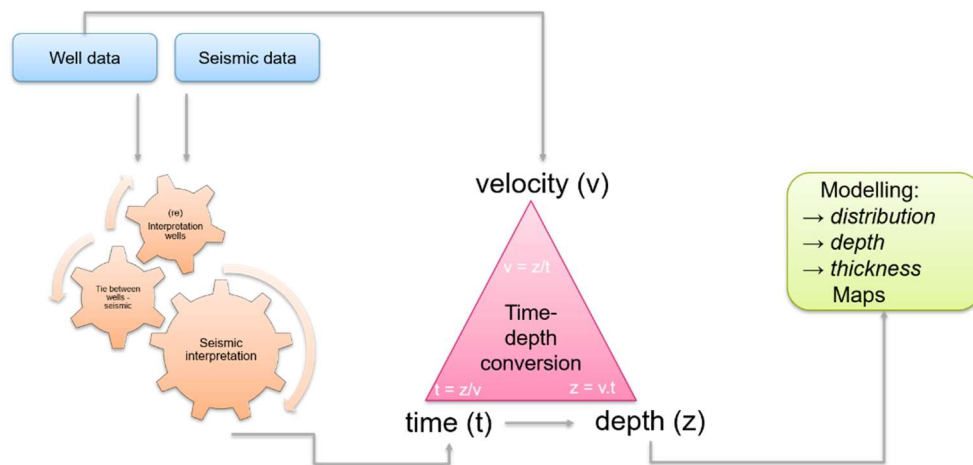 Well data
Seismic data
(re)
Interpretation
wells
Tie between
wells -
seismic
Seismic
interpretation
velocity (v)
v = z/t
Time-
depth
conversion
t = z/v
z = v.t
time (t)
depth (z)
Modelling:
→ distribution
→ depth
→ thickness
Maps